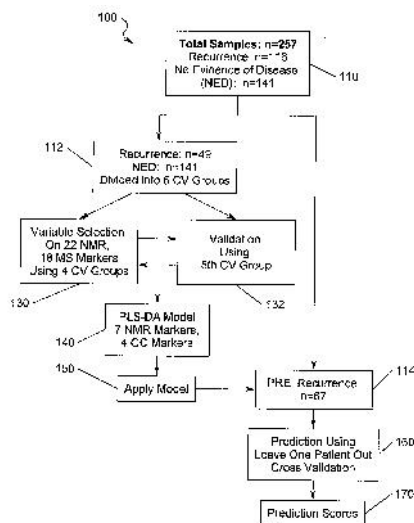 100
Total Samples: n=257
Recurrence: n=116
No Evidence of Disease
(NED): n=141
110
112
Recurrence: n=49
NED: n=141
Divided into 5 CV Groups
Variable Selection
On 22 NMR,
18 MS Markers
Using 4 CV Groups
Validation
Using
5th CV Group
130
132
140
PLS-DA Model
7 NMR Markers,
4 GC Markers
150
Apply Model
PRE Recurrence
n=67
114
Prediction Using
Leave One Patient Out
Cross Validation
160
Prediction Scores
170